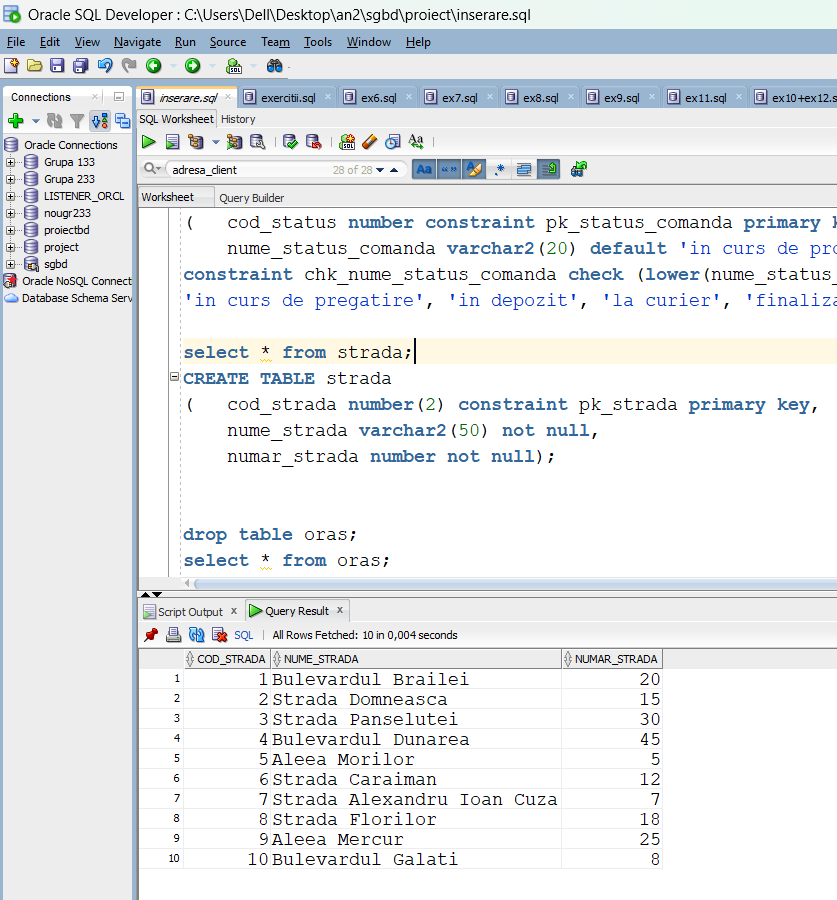 Oracle SQL Developer : C:\Users\Dell\Desktop\an2\sgbd\proiect\inserare.sql
File Edit View Navigate Run Source Team Tools Window Help
Connections
Oracle Connections
Grupa 133
Grupa 233
LISTENER_ORCL
nougr233
proiectbd
project
sgbd
Oracle NoSQL Connect
Database Schema Serv
inserare.sql exercitii.sql ex6.sql ex7.sql ex8.sql ex9.sql ex11.sql ex10+ex12.s
SQL Worksheet History
adresa_client 28 of 28 Aa
Worksheet Query Builder
( cod_status number constraint pk_status_comanda primary k
nume_status_comanda varchar2(20) default 'in curs de pre
constraint chk_nume_status_comanda check (lower(nume_status_
'in curs de pregatire', 'in depozit', 'la curier', 'finaliza
select * from strada;
CREATE TABLE strada
( cod_strada number(2) constraint pk_strada primary key,
nume_strada varchar2(50) not null,
numar_strada number not null);
drop table oras;
select * from oras;
Script Output x Query Result x
SQL | All Rows Fetched: 10 in 0,004 seconds
COD_STRADA NUME_STRADA NUMAR_STRADA
1 1 Bulevardul Brailei 20
2 2 Strada Domneasca 15
3 3 Strada Panselutei 30
4 4 Bulevardul Dunarea 45
5 5 Aleea Morilor 5
6 6 Strada Caraiman 12
7 7 Strada Alexandru Ioan Cuza 7
8 8 Strada Florilor 18
9 9 Aleea Mercur 25
10 10 Bulevardul Galati 8